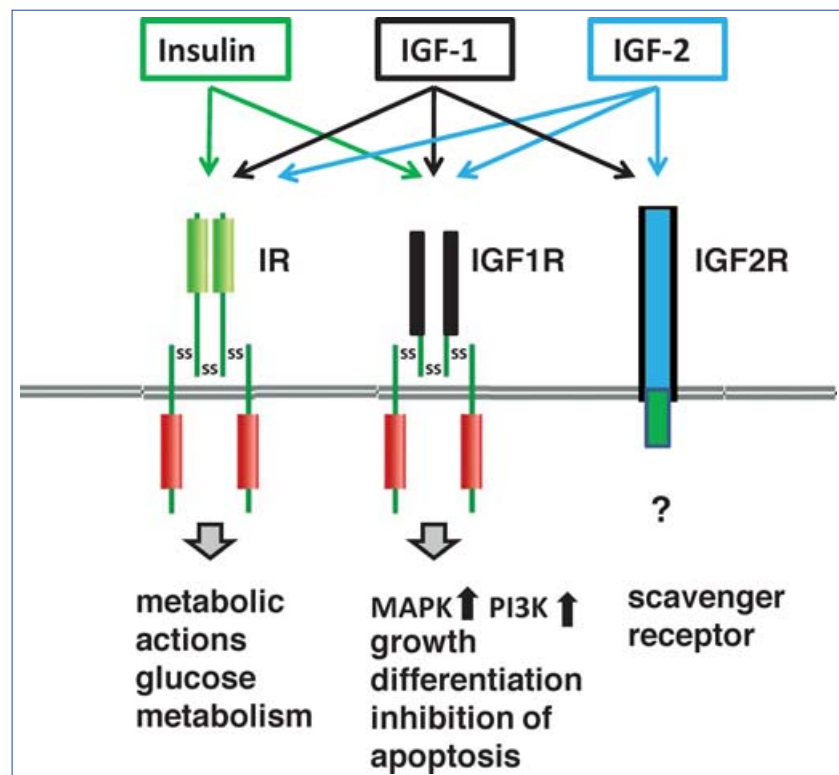 Insulin
IGF-1
IGF-2
IR
IGF1R
IGF2R
ss ss
ss
ss ss
ss
?
metabolic
actions
glucose
metabolism
MAPK PI3K
growth
differentiation
inhibition of
apoptosis
scavenger
receptor